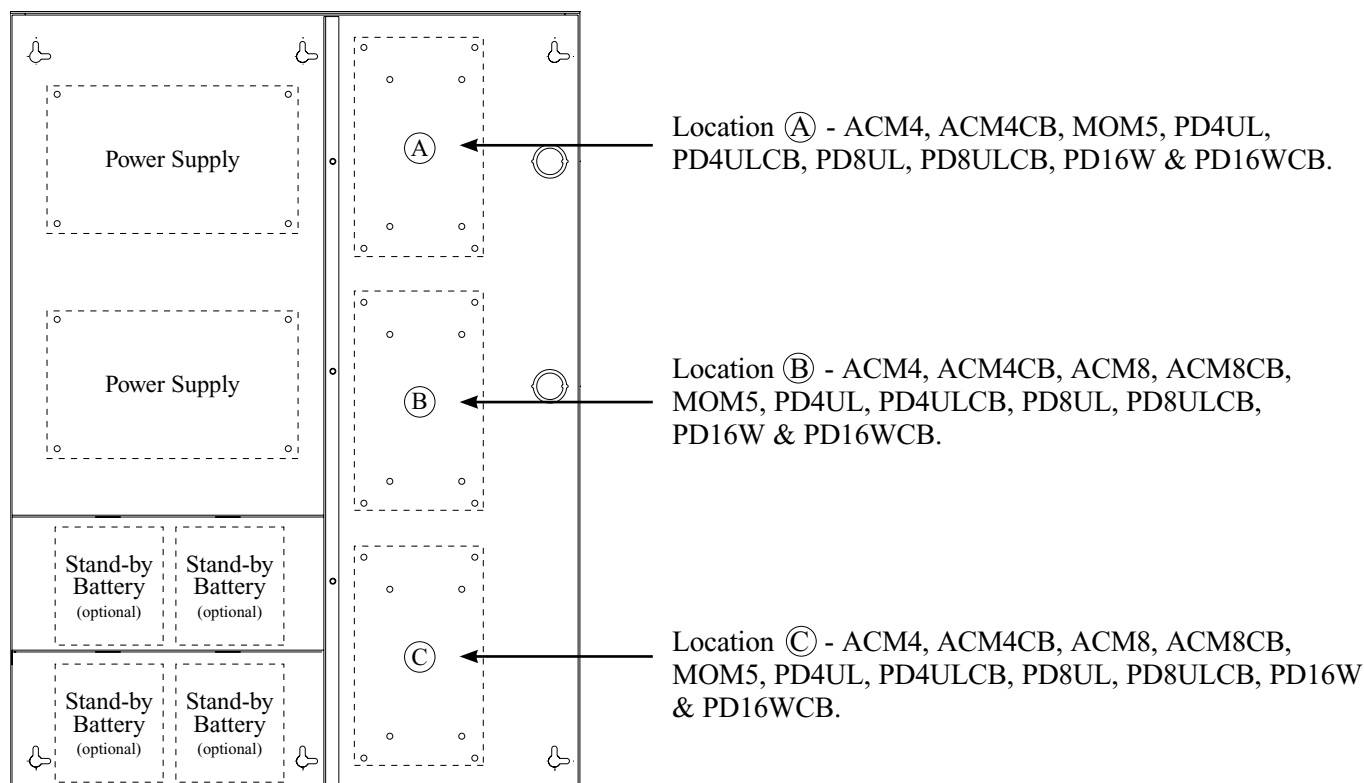 Power Supply
Power Supply
Stand-by
Battery
(optional)
Stand-by
Battery
(optional)
Stand-by
Battery
(optional)
Stand-by
Battery
(optional)
A
B
C
Location Ⓐ - ACM4, ACM4CB, MOM5, PD4UL,
PD4ULCB, PD8UL, PD8ULCB, PD16W & PD16WCB.
Location Ⓑ - ACM4, ACM4CB, ACM8, ACM8CB,
MOM5, PD4UL, PD4ULCB, PD8UL, PD8ULCB,
PD16W & PD16WCB.
Location Ⓒ - ACM4, ACM4CB, ACM8, ACM8CB,
MOM5, PD4UL, PD4ULCB, PD8UL, PD8ULCB, PD16W
& PD16WCB.